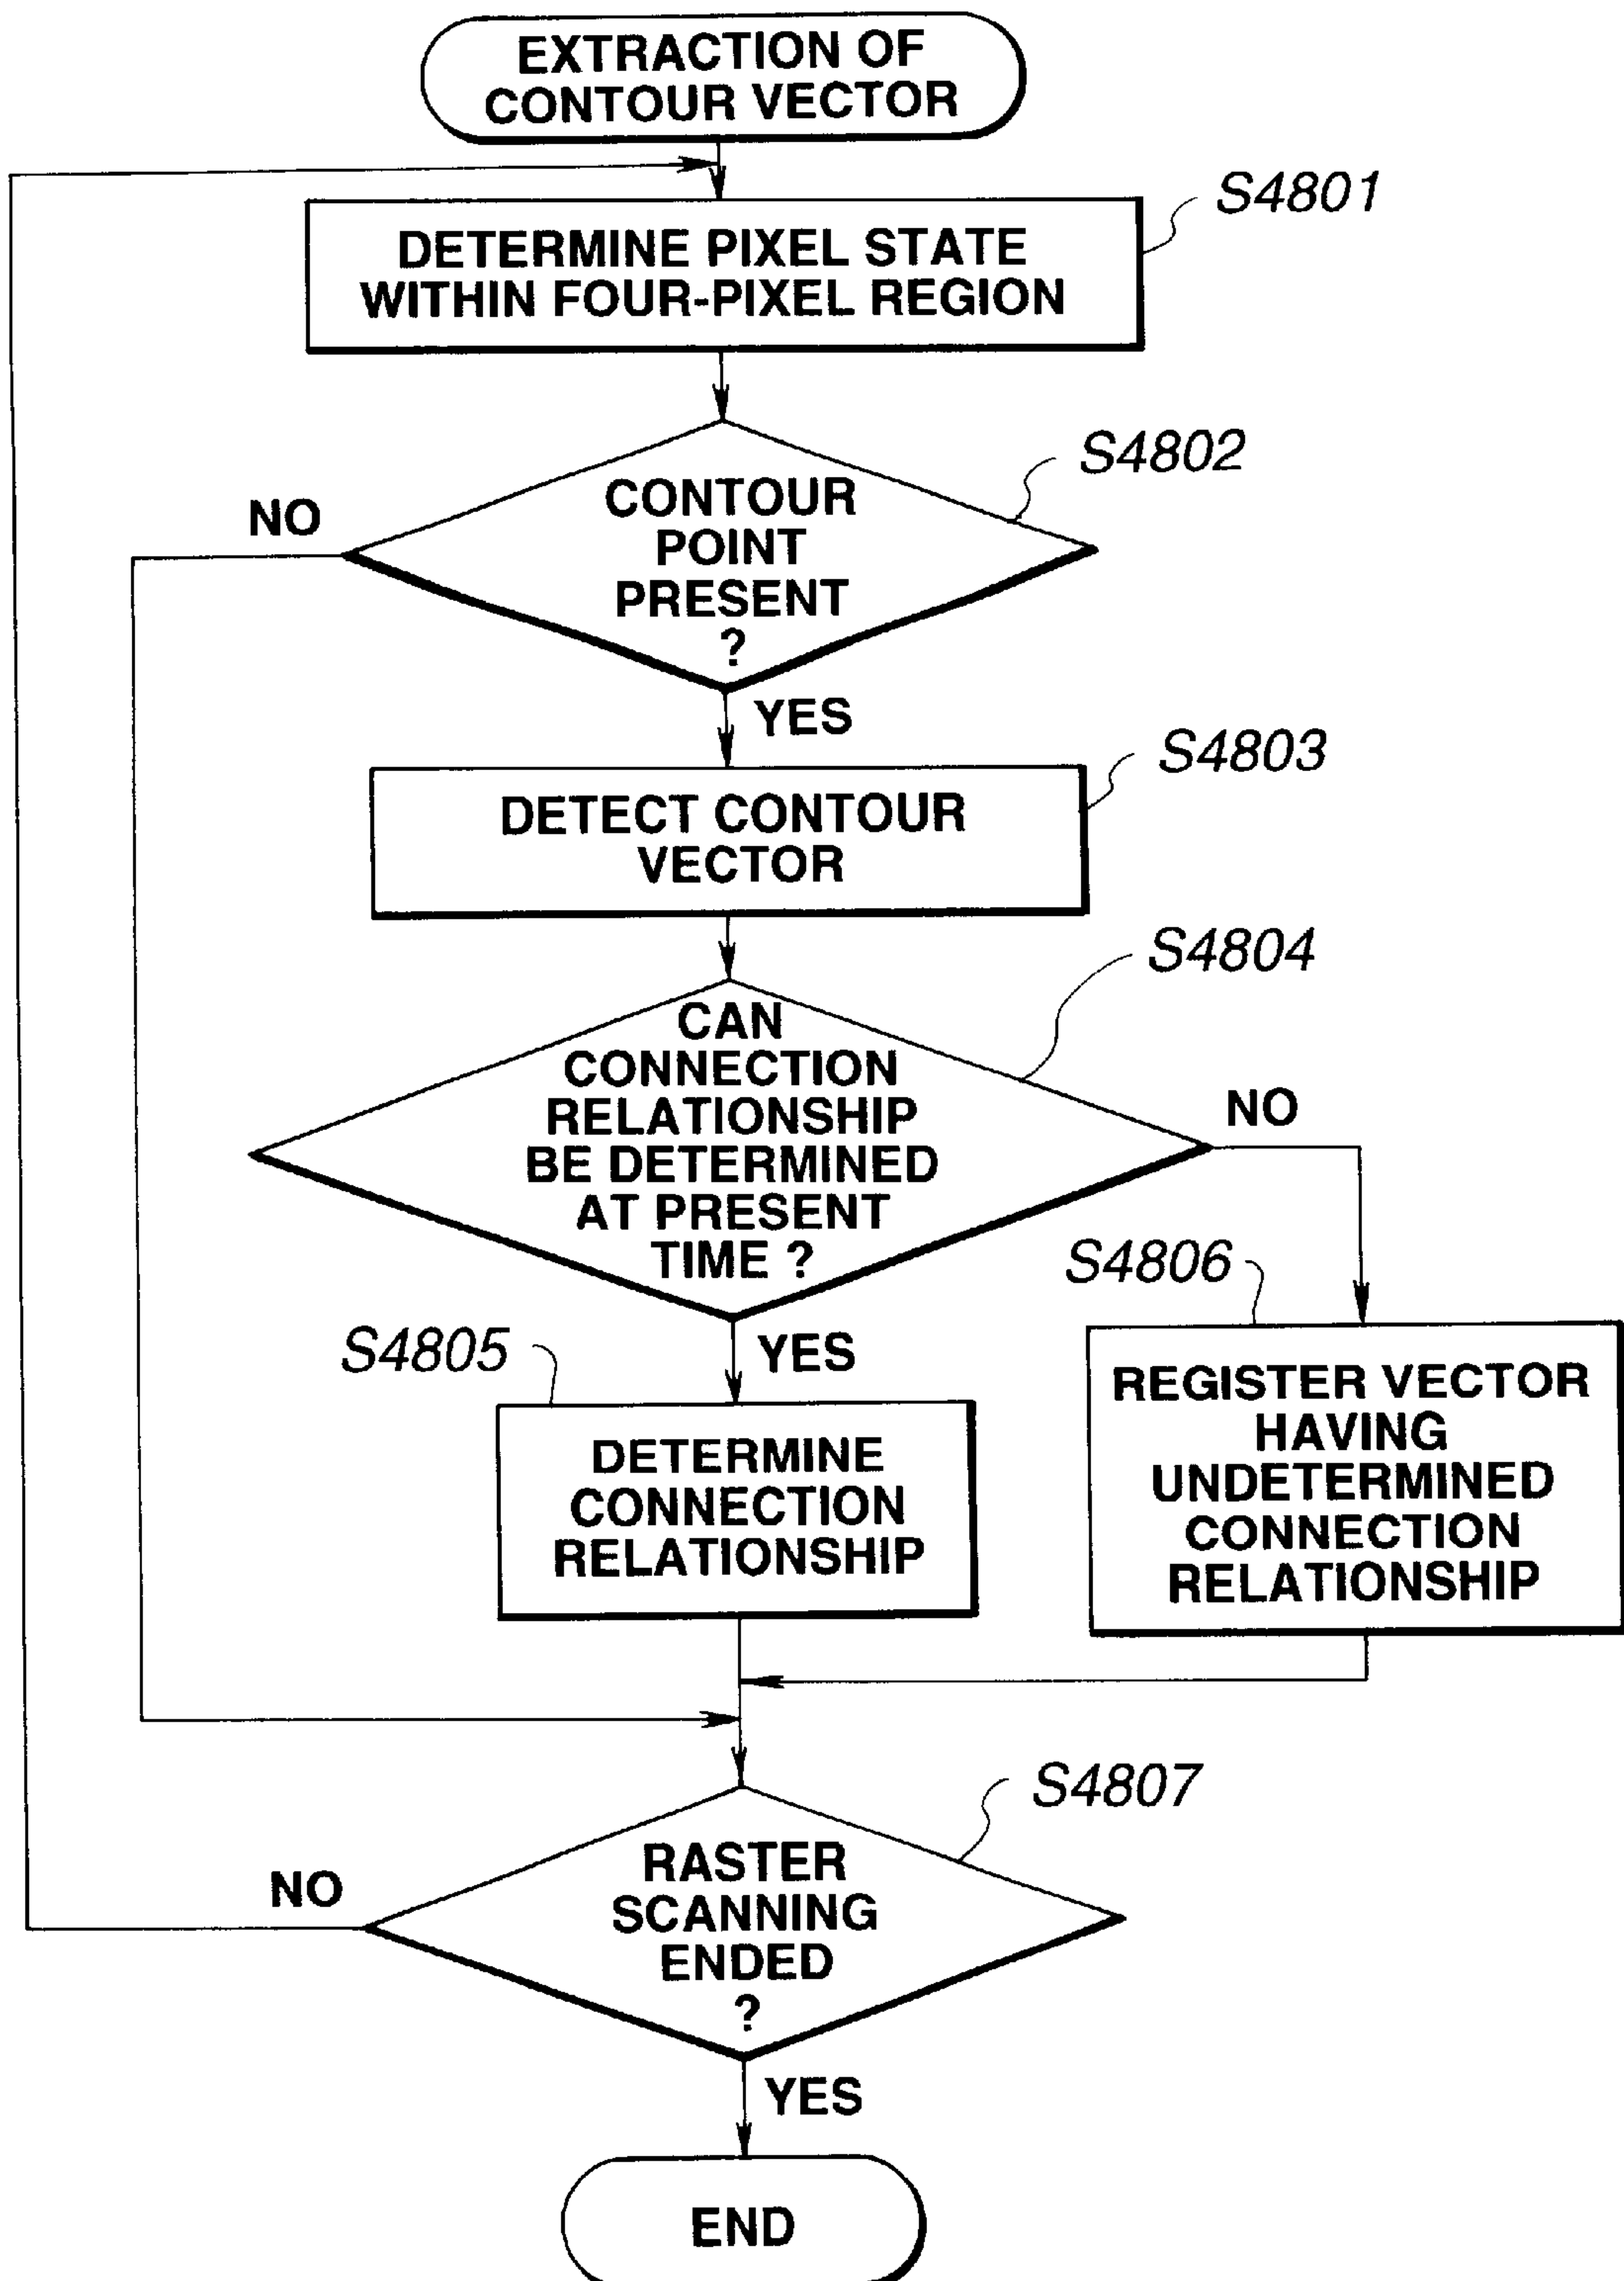 EXTRACTION OF
CONTOUR VECTOR
S4801
DETERMINE PIXEL STATE
WITHIN FOUR-PIXEL REGION
S4802
NO
CONTOUR
POINT
PRESENT
?
YES
S4803
DETECT CONTOUR
VECTOR
S4804
CAN
CONNECTION
RELATIONSHIP
BE DETERMINED
AT PRESENT
TIME ?
NO
S4806
S4805
YES
REGISTER VECTOR
HAVING
UNDETERMINED
CONNECTION
RELATIONSHIP
DETERMINE
CONNECTION
RELATIONSHIP
S4807
NO
RASTER
SCANNING
ENDED
?
YES
END